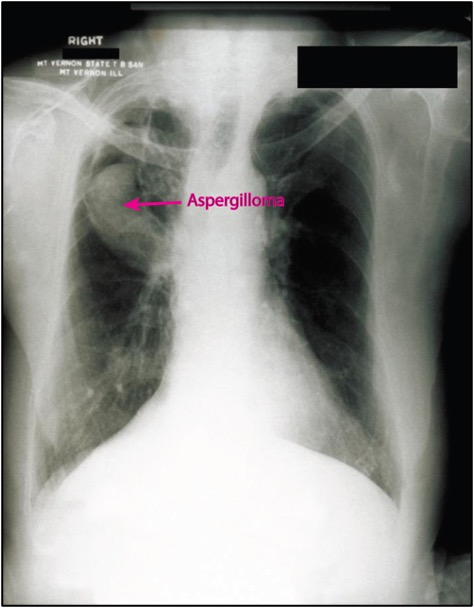 RIGHT
MT VERNON STATE T B SAN
MT VERNON ILL
Aspergilloma